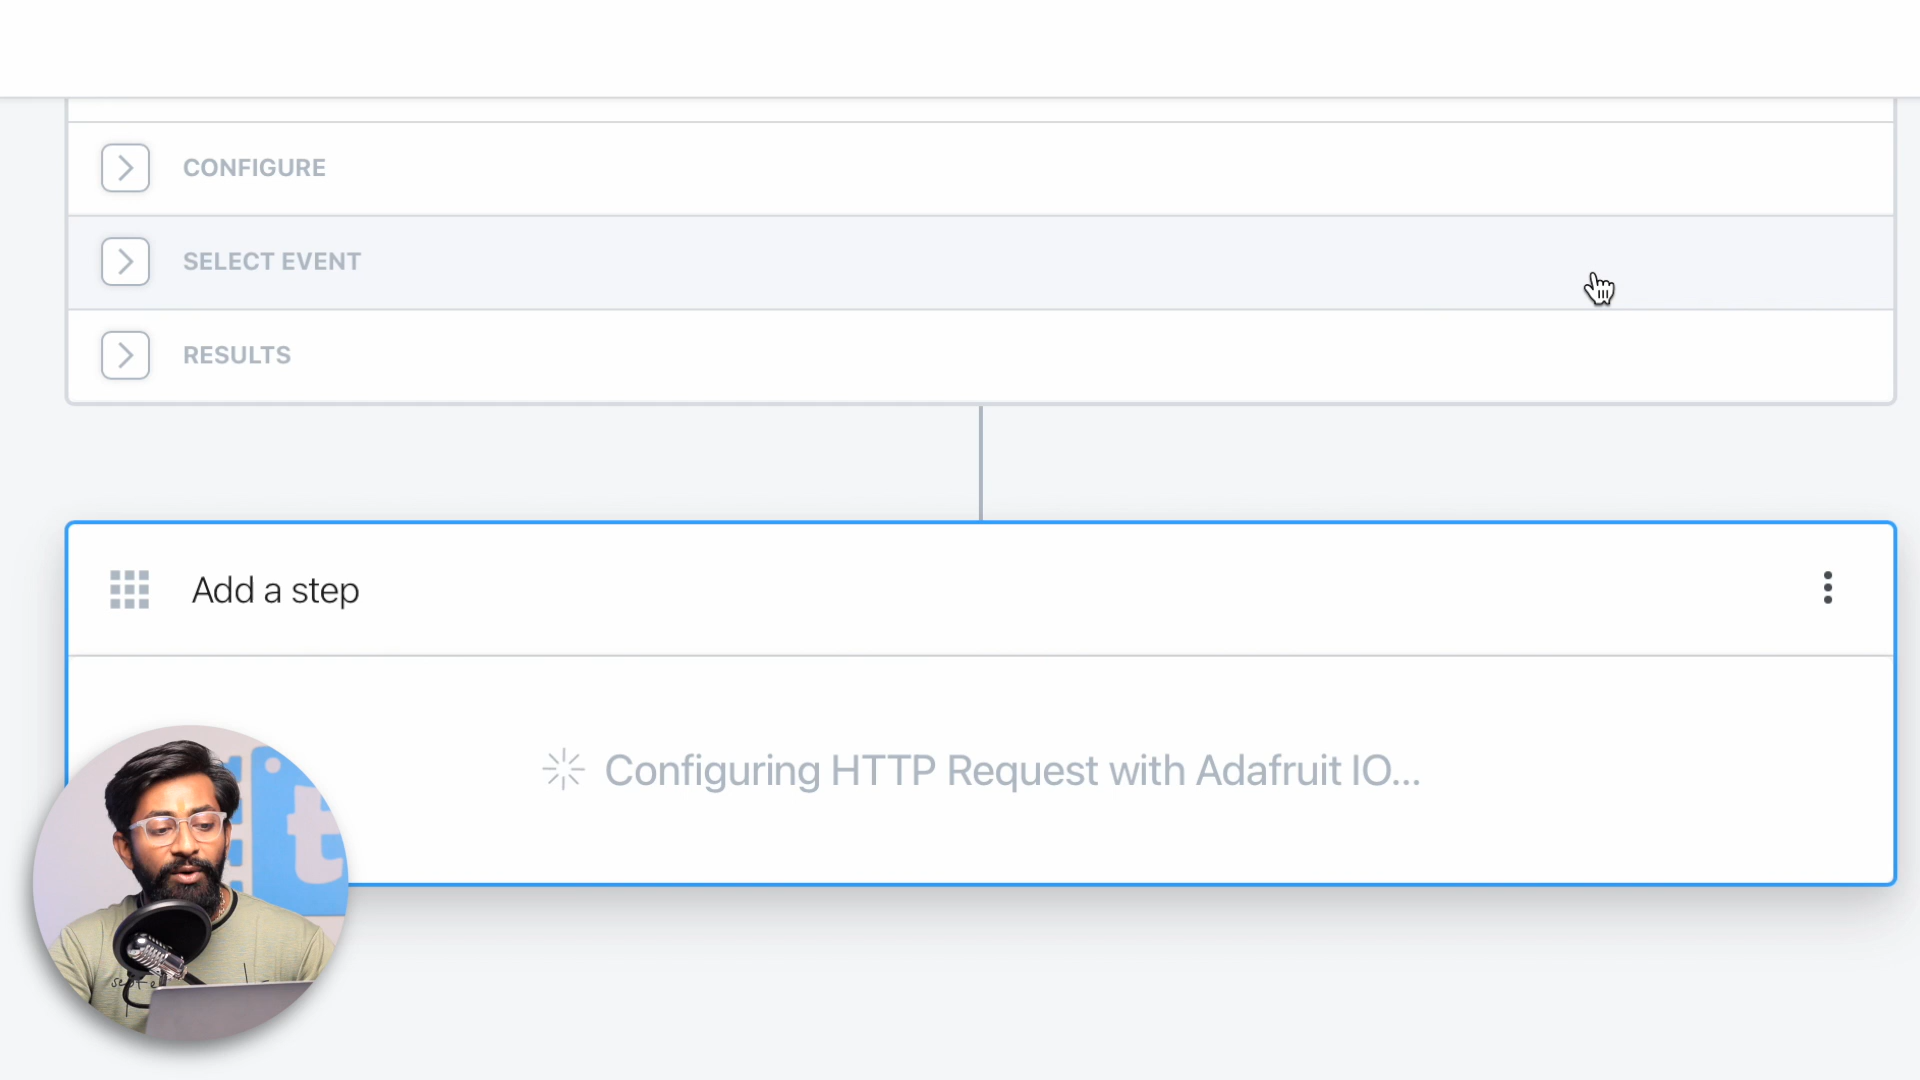 CONFIGURE
SELECT EVENT
RESULTS
Add a step
Configuring HTTP Request with Adafruit IO...
t